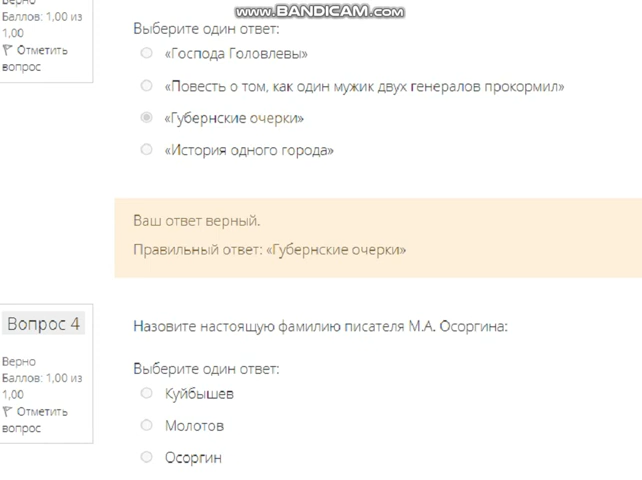 www.BANDICAM.com
Верно
Баллов: 1,00 из
1,00
Отметить
вопрос
Выберите один ответ:
«Господа Головлевы»
«Повесть о том, как один мужик двух генералов прокормил»
«Губернские очерки»
«История одного города»
Ваш ответ верный.
Правильный ответ: «Губернские очерки»
Вопрос 4
Верно
Баллов: 1,00 из
1,00
Отметить
вопрос
Назовите настоящую фамилию писателя М.А. Осоргина:
Выберите один ответ:
Куйбышев
Молотов
Осоргин